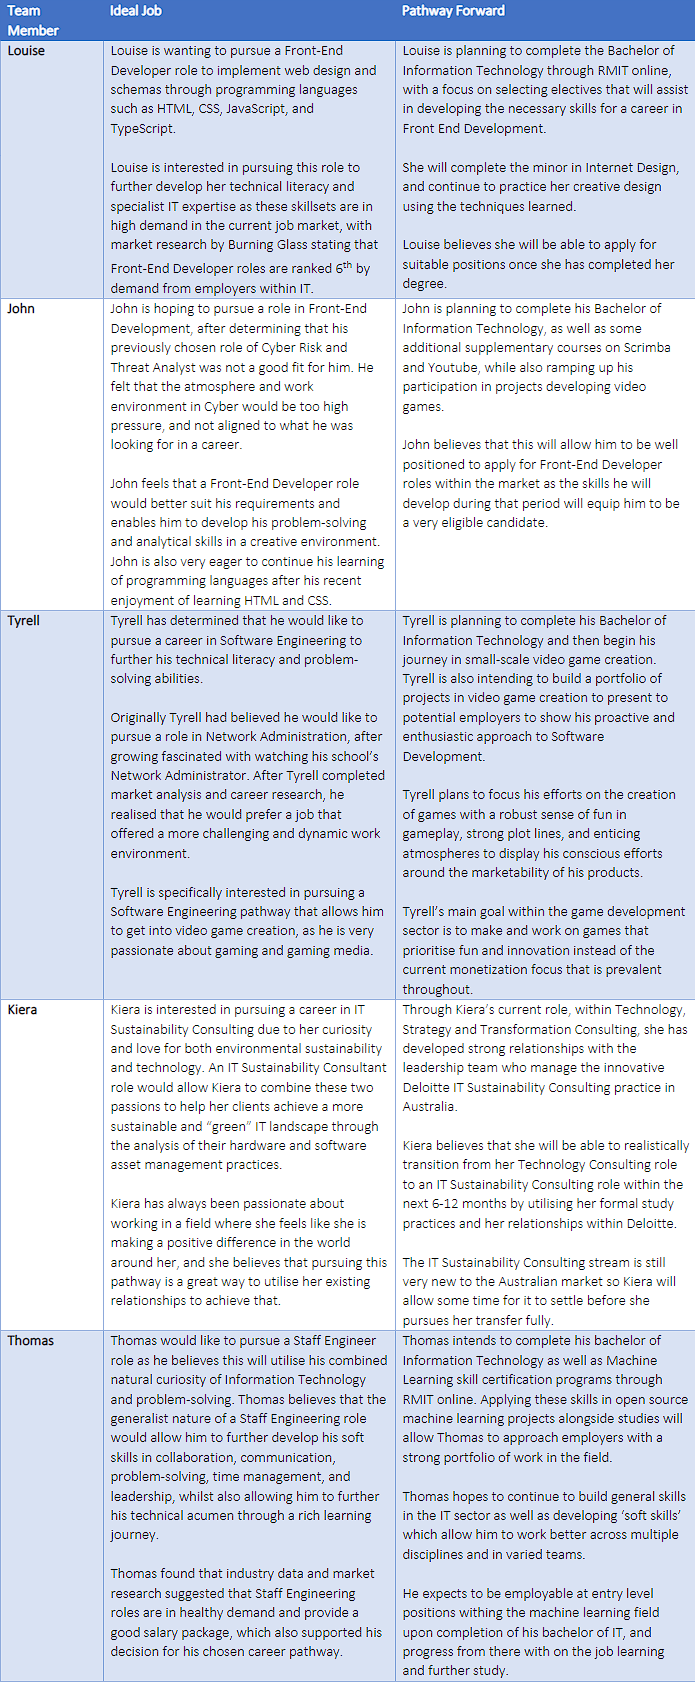 Team Member
Ideal Job
Pathway Forward
Louise
Louise is wanting to pursue a Front-End
Developer role to implement web design and
schemas through programming languages
such as HTML, CSS, JavaScript, and
TypeScript.
Louise is interested in pursuing this role to
further develop her technical literacy and
specialist IT expertise as these skillsets are in
high demand in the current job market, with
market research by Burning Glass stating that
Front-End Developer roles are ranked 6th by
demand from employers within IT.
Louise is planning to complete the Bachelor of
Information Technology through RMIT online,
with a focus on selecting electives that will assist
in developing the necessary skills for a career in
Front End Development.
She will complete the minor in Internet Design,
and continue to practice her creative design
using the techniques learned.
Louise believes she will be able to apply for
suitable positions once she has completed her
degree.
John
John is hoping to pursue a role in Front-End
Development, after determining that his
previously chosen role of Cyber Risk and
Threat Analyst was not a good fit for him. He
felt that the atmosphere and work
environment in Cyber would be too high
pressure, and not aligned to what he was
looking for in a career.
John feels that a Front-End Developer role
would better suit his requirements and
enables him to develop his problem-solving
and analytical skills in a creative environment.
John is also very eager to continue his learning
of programming languages after his recent
enjoyment of learning HTML and CSS.
John is planning to complete his Bachelor of
Information Technology, as well as some
additional supplementary courses on Scrimba
and Youtube, while also ramping up his
participation in projects developing video
games.
John believes that this will allow him to be well
positioned to apply for Front-End Developer
roles within the market as the skills he will
develop during that period will equip him to be
a very eligible candidate.
Tyrell
Tyrell has determined that he would like to
pursue a career in Software Engineering to
further his technical literacy and problem-
solving abilities.
Originally Tyrell had believed he would like to
pursue a role in Network Administration, after
growing fascinated with watching his school's
Network Administrator. After Tyrell completed
market analysis and career research, he
realised that he would prefer a job that
offered a more challenging and dynamic work
environment.
Tyrell is specifically interested in pursuing a
Software Engineering pathway that allows him
to get into video game creation, as he is very
passionate about gaming and gaming media.
Tyrell is planning to complete his Bachelor of
Information Technology and then begin his
journey in small-scale video game creation.
Tyrell is also intending to build a portfolio of
projects in video game creation to present to
potential employers to show his proactive and
enthusiastic approach to Software
Development.
Tyrell plans to focus his efforts on the creation
of games with a robust sense of fun in
gameplay, strong plot lines, and enticing
atmospheres to display his conscious efforts
around the marketability of his products.
Tyrell's main goal within the game development
sector is to make and work on games that
prioritise fun and innovation instead of the
current monetization focus that is prevalent
throughout.
Kiera
Kiera is interested in pursuing a career in IT
Sustainability Consulting due to her curiosity
and love for both environmental sustainability
and technology. An IT Sustainability Consultant
role would allow Kiera to combine these two
passions to help her clients achieve a more
sustainable and “green” IT landscape through
the analysis of their hardware and software
asset management practices.
Kiera has always been passionate about
working in a field where she feels like she is
making a positive difference in the world
around her, and she believes that pursuing this
pathway is a great way to utilise her existing
relationships to achieve that.
Through Kiera's current role, within Technology,
Strategy and Transformation Consulting, she has
developed strong relationships with the
leadership team who manage the innovative
Deloitte IT Sustainability Consulting practice in
Australia.
Kiera believes that she will be able to realistically
transition from her Technology Consulting role
to an IT Sustainability Consulting role within the
next 6-12 months by utilising her formal study
practices and her relationships within Deloitte.
The IT Sustainability Consulting stream is still
very new to the Australian market so Kiera will
allow some time for it to settle before she
pursues her transfer fully.
Thomas
Thomas would like to pursue a Staff Engineer
role as he believes this will utilise his combined
natural curiosity of Information Technology
and problem-solving. Thomas believes that the
generalist nature of a Staff Engineering role
would allow him to further develop his soft
skills in collaboration, communication,
problem-solving, time management, and
leadership, whilst also allowing him to further
his technical acumen through a rich learning
journey.
Thomas found that industry data and market
research suggested that Staff Engineering
roles are in healthy demand and provide a
good salary package, which also supported his
decision for his chosen career pathway.
Thomas intends to complete his bachelor of
Information Technology as well as Machine
Learning skill certification programs through
RMIT online. Applying these skills in open source
machine learning projects alongside studies will
allow Thomas to approach employers with a
strong portfolio of work in the field.
Thomas hopes to continue to build general skills
in the IT sector as well as developing ‘soft skills’
which allow him to work better across multiple
disciplines and in varied teams.
He expects to be employable at entry level
positions withing the machine learning field
upon completion of his bachelor of IT, and
progress from there with on the job learning
and further study.